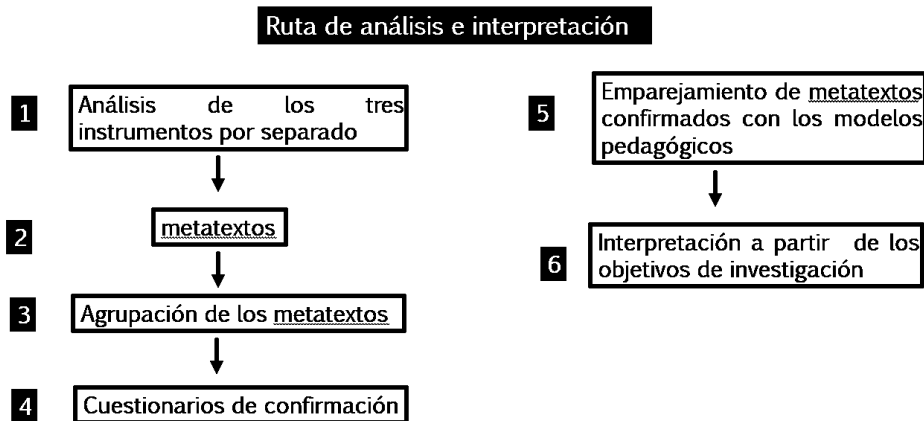 Ruta de análisis e interpretación
1
Análisis de los tres
instrumentos por separado
2
metatextos
3
Agrupación de los metatextos
4
Cuestionarios de confirmación
5
Emparejamiento de metatextos
confirmados con los modelos
pedagógicos
6
Interpretación a partir de los
objetivos de investigación